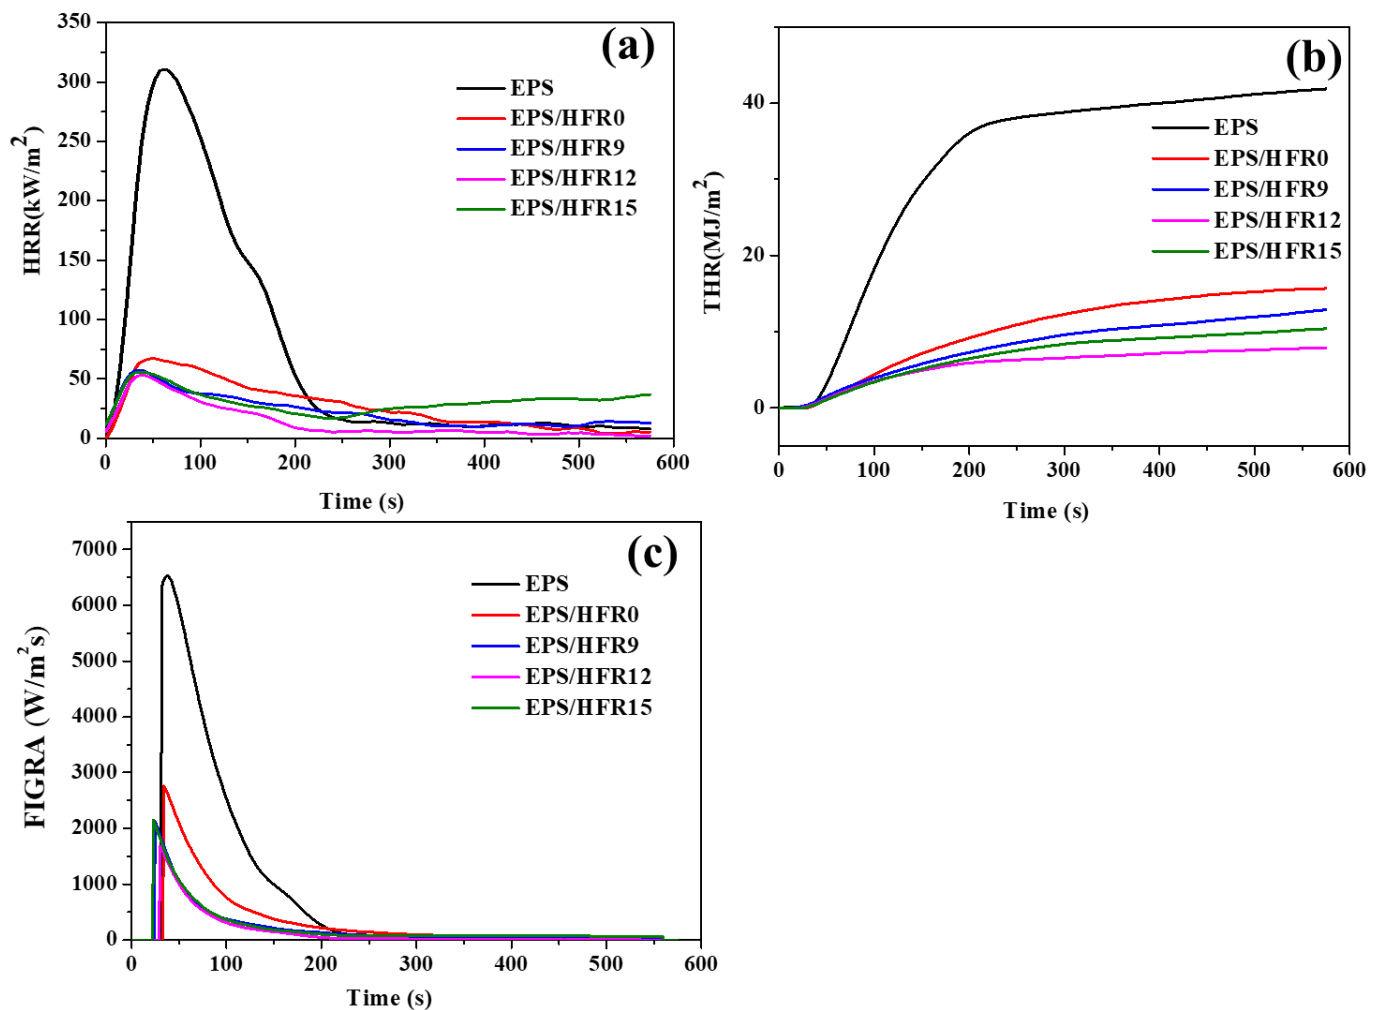 (a)
HRR(kW/m²)
350
300
250
200
150
100
50
0
EPS
EPS/HFR0
EPS/HFR9
EPS/HFR12
EPS/HFR15
0 100 200 300 400 500 600
Time (s)
(b)
THR(MJ/m²)
40
20
0
EPS
EPS/HFR0
EPS/HFR9
EPS/HFR12
EPS/HFR15
0 100 200 300 400 500 600
Time (s)
(c)
FIGRA (W/m²s)
7000
6000
5000
4000
3000
2000
1000
0
EPS
EPS/HFR0
EPS/HFR9
EPS/HFR12
EPS/HFR15
0 100 200 300 400 500 600
Time (s)